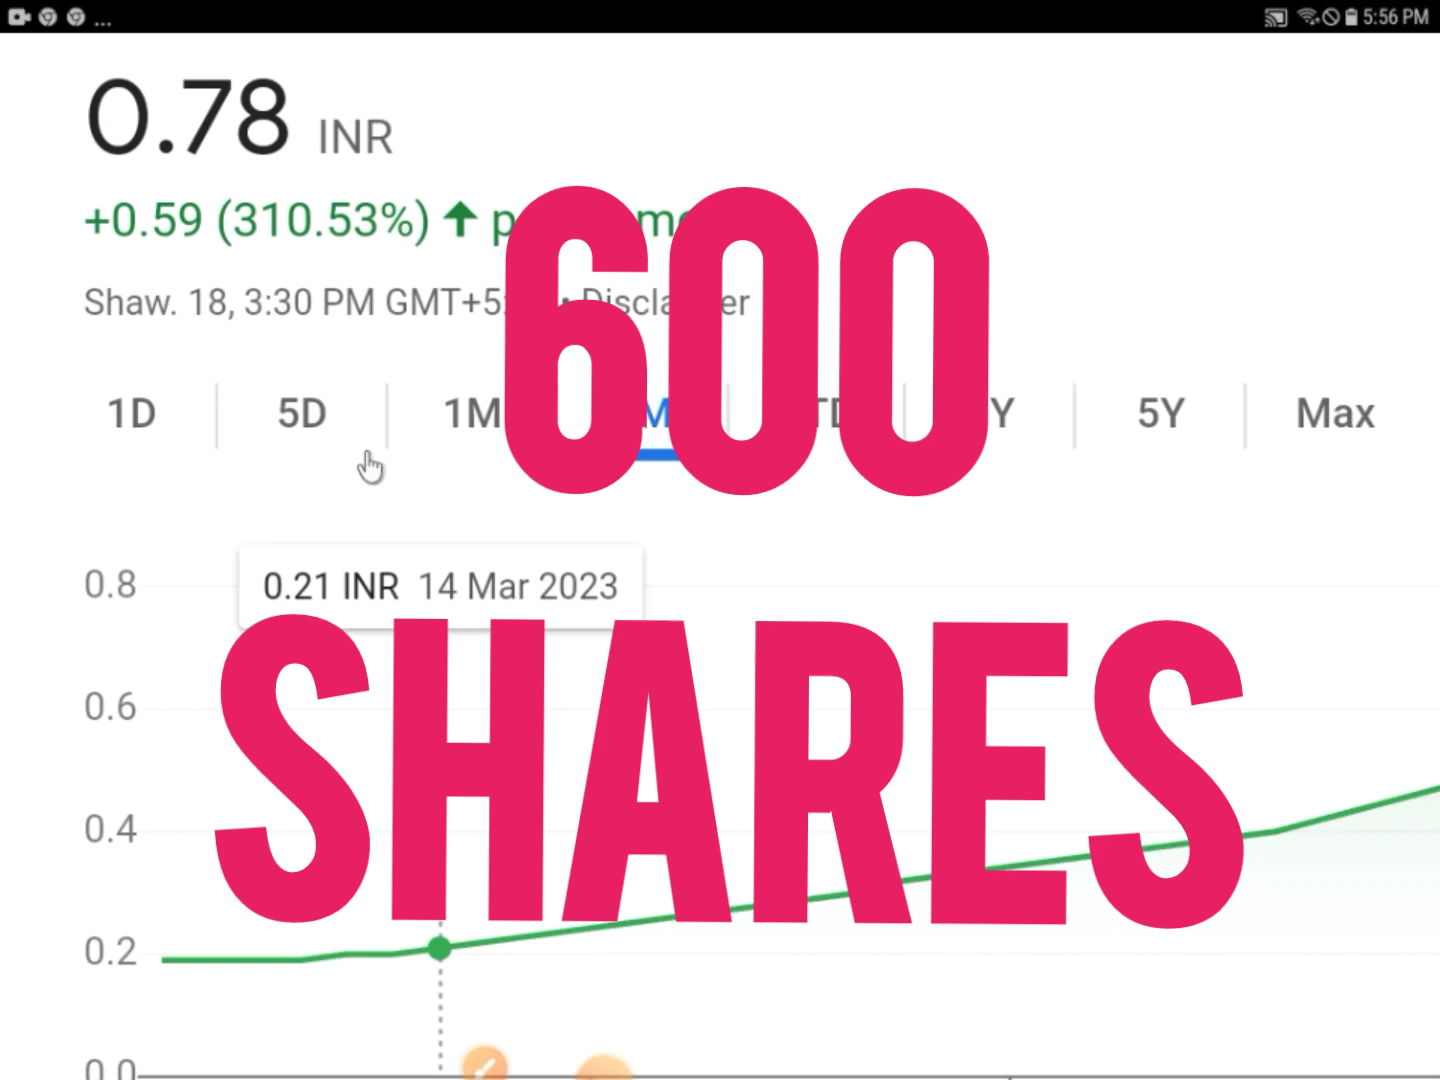 ... 5:56 PM
0.78 INR
+0.59 (310.53%)
600
Shaw. 18, 3:30 PM GMT+5
1D 5D 1M 5Y Max
0.21 INR 14 Mar 2023
0.8
SHARES
0.6
0.4
0.2
0.0